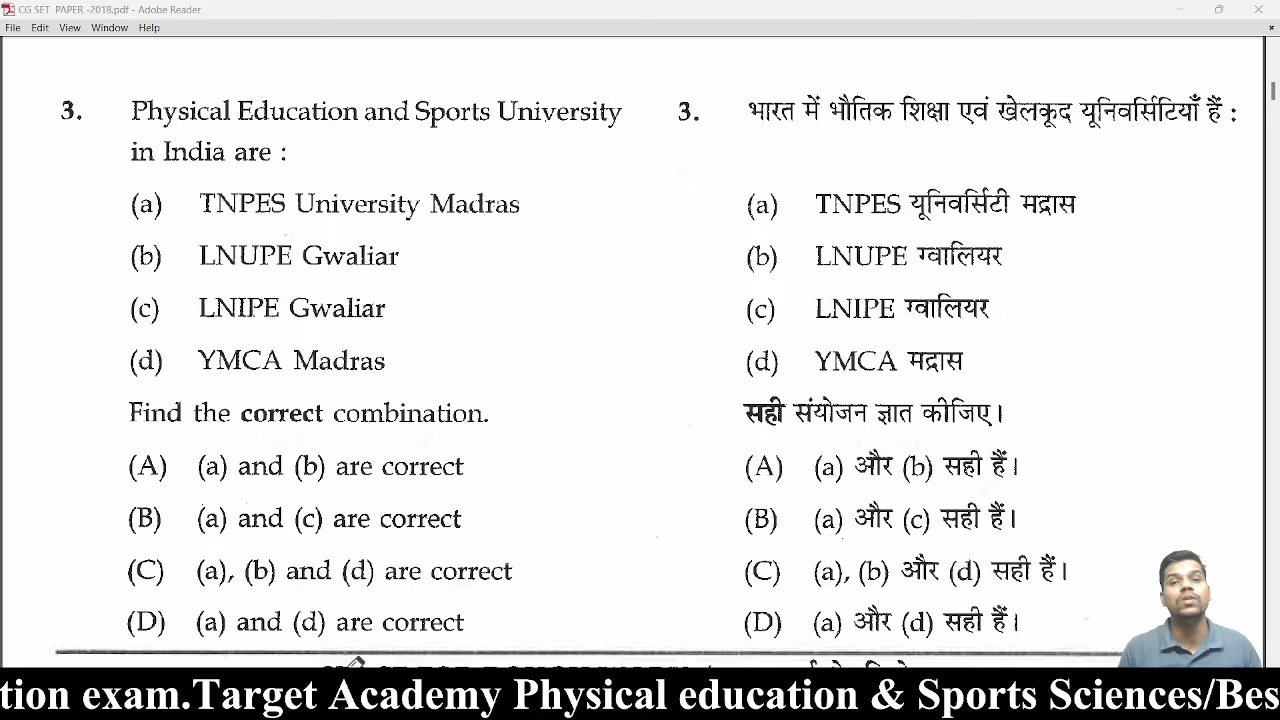 CG SET PAPER -2018.pdf - Adobe Reader
File Edit View Window Help
3. Physical Education and Sports University
in India are :
(a) TNPES University Madras
(b) LNUPE Gwaliar
(c) LNIPE Gwaliar
(d) YMCA Madras
Find the correct combination.
(A) (a) and (b) are correct
(B) (a) and (c) are correct
(C) (a), (b) and (d) are correct
(D) (a) and (d) are correct
3. भारत में भौतिक शिक्षा एवं खेलकूद यूनिवर्सिटियाँ हैं :
(a) TNPES यूनिवर्सिटी मद्रास
(b) LNUPE ग्वालियर
(c) LNIPE ग्वालियर
(d) YMCA मद्रास
सही संयोजन ज्ञात कीजिए।
(A) (a) और (b) सही हैं।
(B) (a) और (c) सही हैं।
(C) (a), (b) और (d) सही हैं।
(D) (a) और (d) सही हैं।
tion exam.Target Academy Physical education & Sports Sciences/Bes